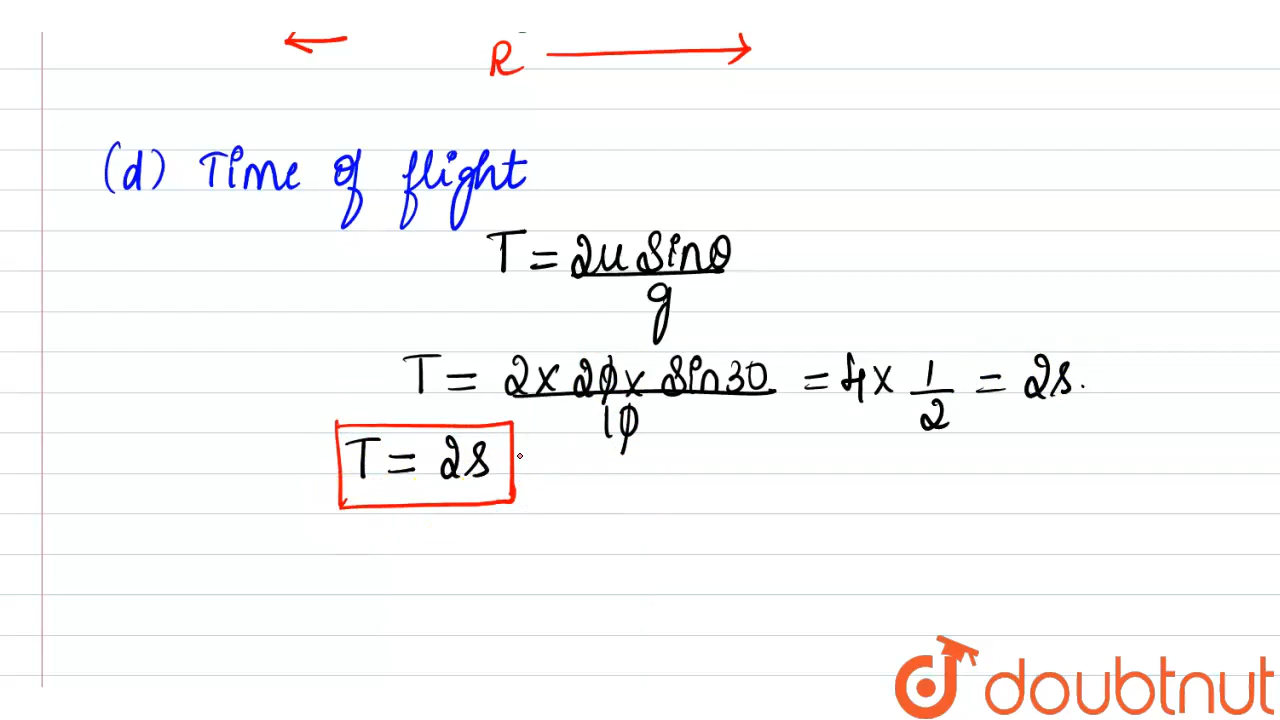 R
(d) Time of flight
T = 2u sinθ
g
T = 2 x 20 x sin30 = 4 x 1 = 2s.
10 2
T = 2s
doubtnut